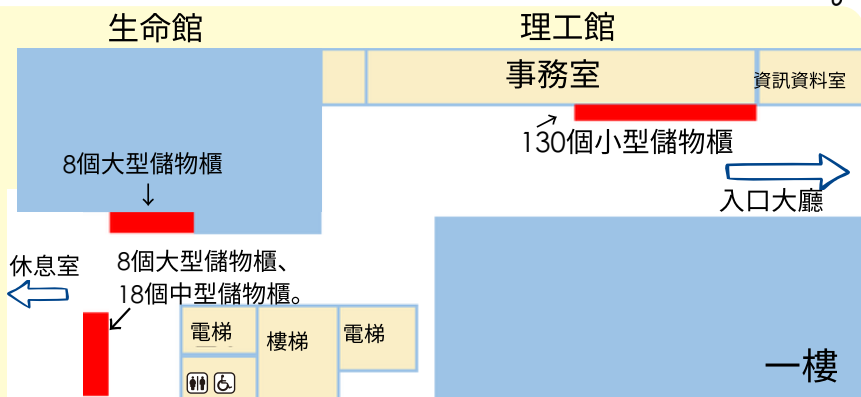 生命館
理工館
事務室
資訊資料室
130個小型儲物櫃
8個大型儲物櫃
入口大廳
休息室
8個大型儲物櫃、
18個中型儲物櫃。
電梯
樓梯
電梯
一樓